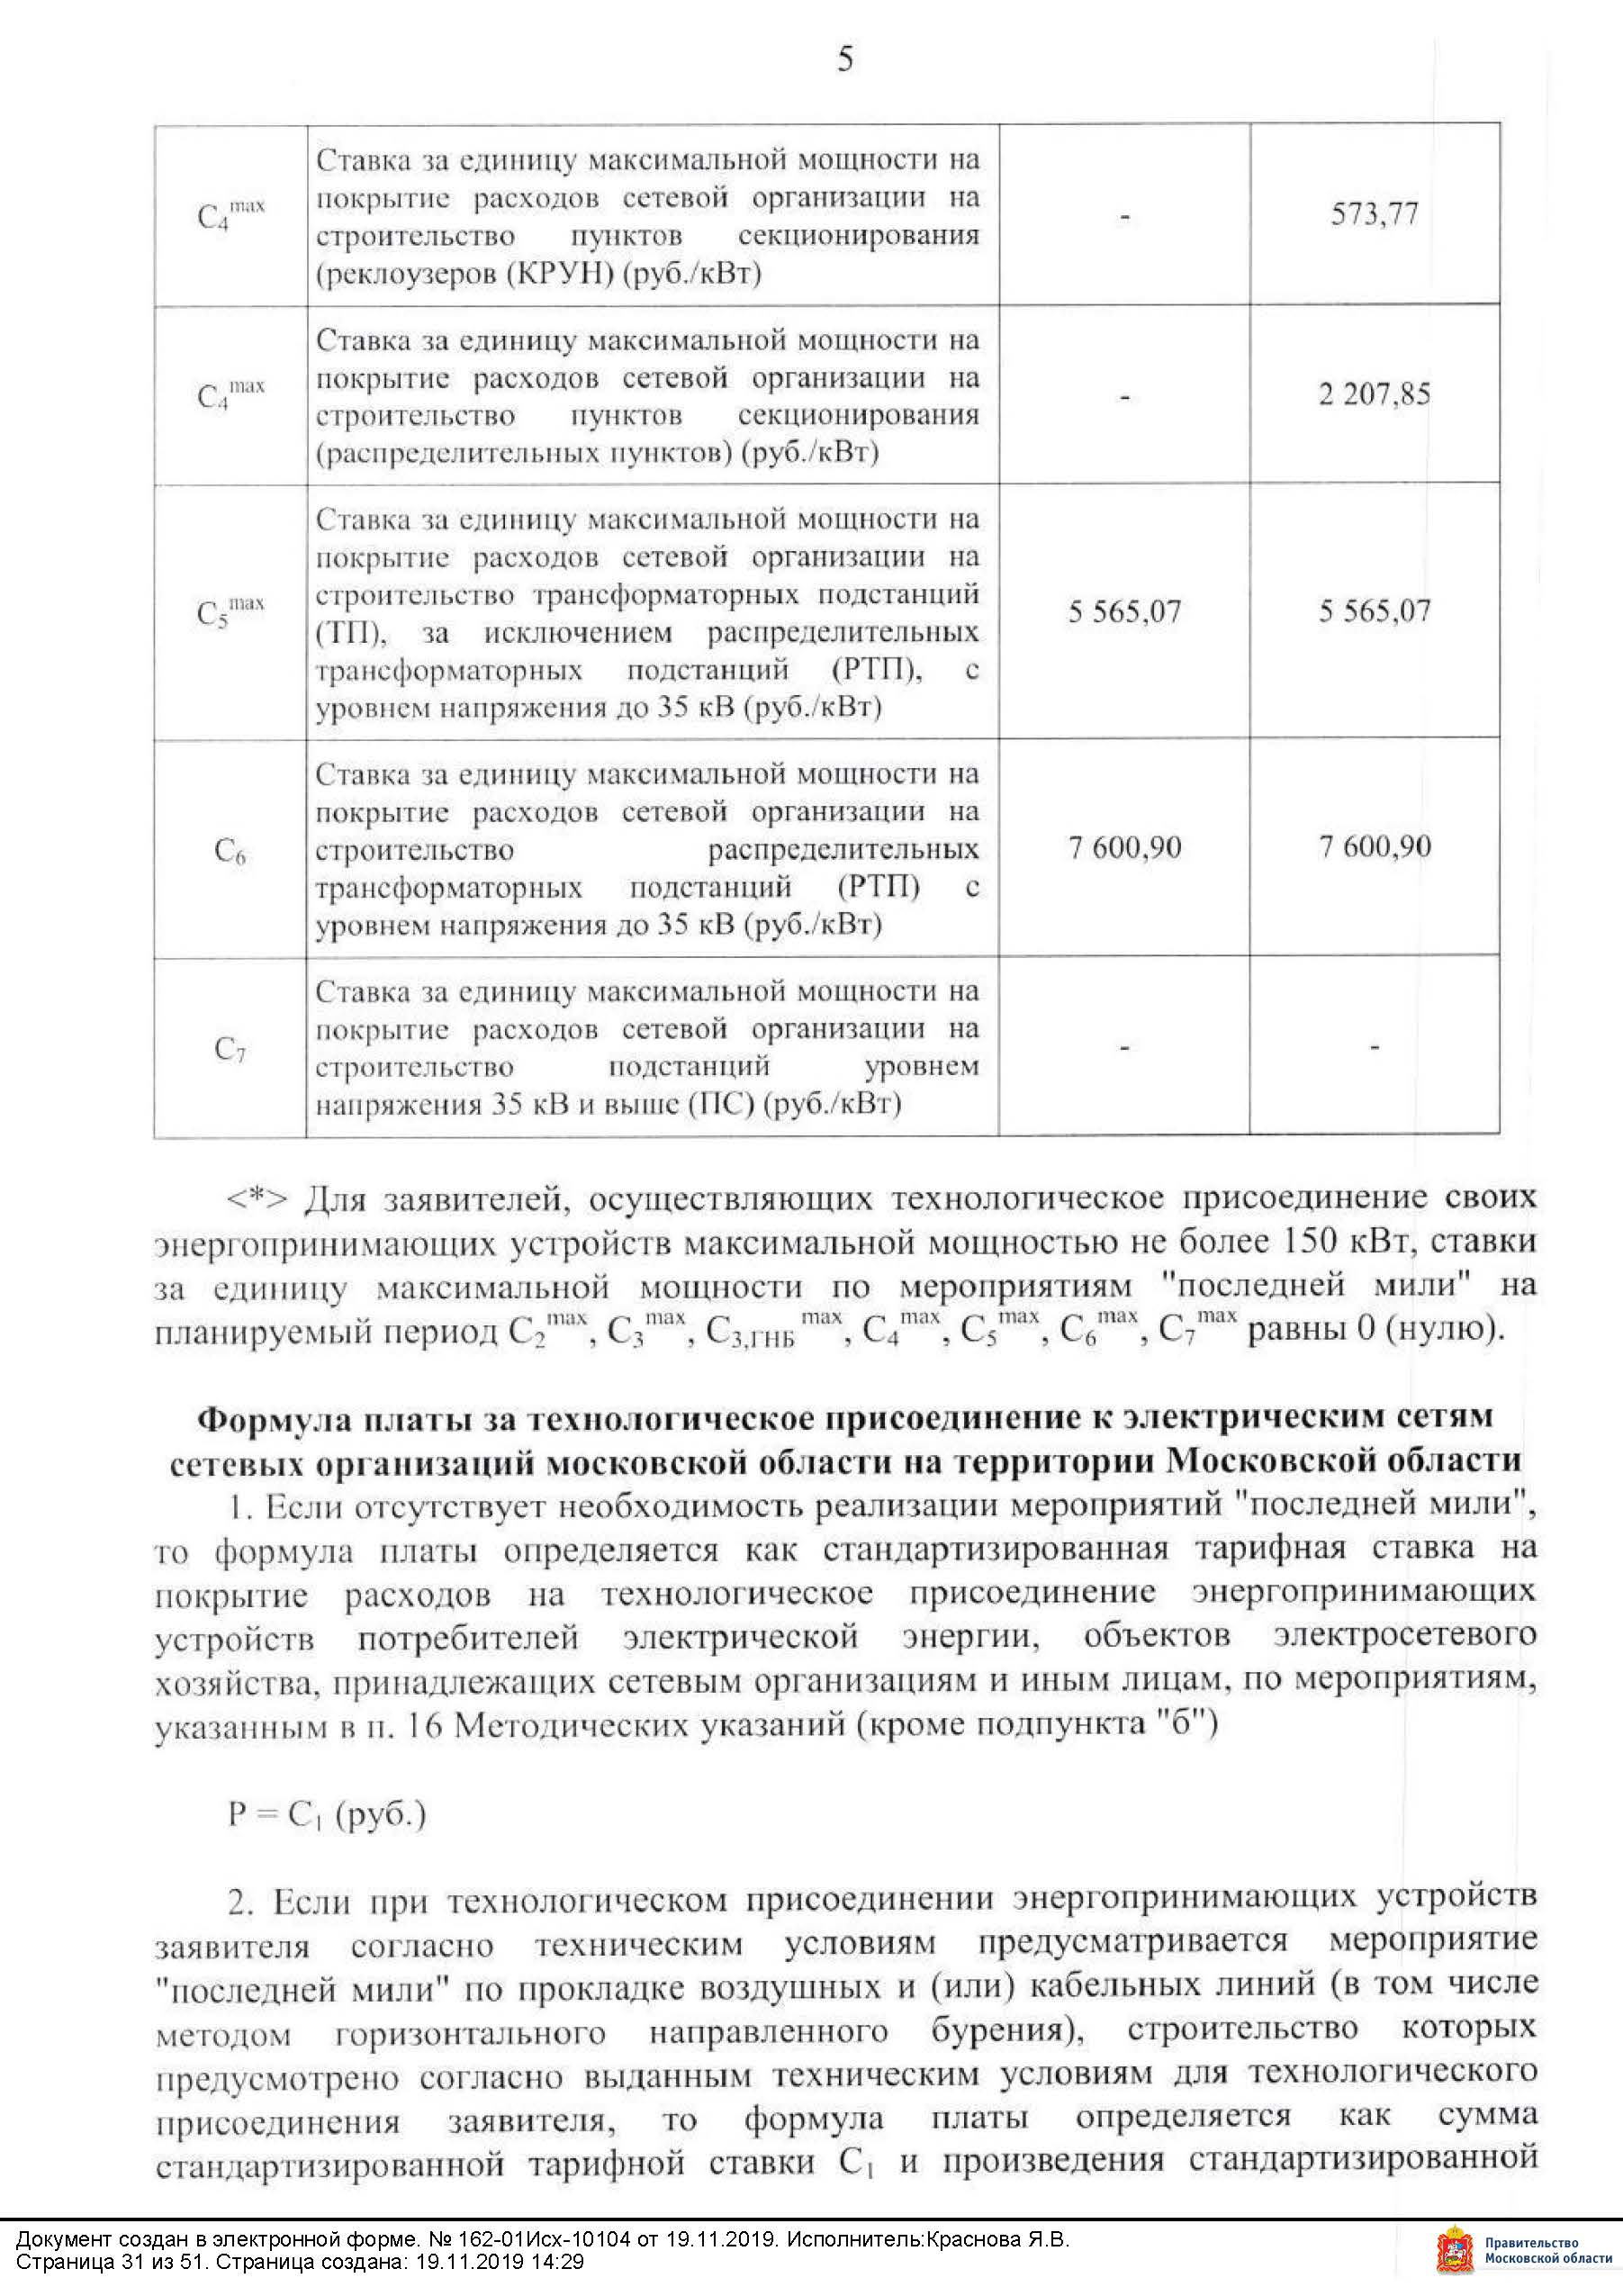 5
C₄ᵐᵃˣ
Ставка за единицу максимальной мощности на
покрытие расходов сетевой организации на
строительство пунктов секционирования
(реклоузеров (КРУН) (руб./кВт)
-
573,77
C₄ᵐᵃˣ
Ставка за единицу максимальной мощности на
покрытие расходов сетевой организации на
строительство пунктов секционирования
(распределительных пунктов) (руб./кВт)
-
2 207,85
C₅ᵐᵃˣ
Ставка за единицу максимальной мощности на
покрытие расходов сетевой организации на
строительство трансформаторных подстанций
(ТП), за исключением распределительных
трансформаторных подстанций (РТП), с
уровнем напряжения до 35 кВ (руб./кВт)
5 565,07
5 565,07
C₆
Ставка за единицу максимальной мощности на
покрытие расходов сетевой организации на
строительство распределительных
трансформаторных подстанций (РТП) с
уровнем напряжения до 35 кВ (руб./кВт)
7 600,90
7 600,90
C₇
Ставка за единицу максимальной мощности на
покрытие расходов сетевой организации на
строительство подстанций уровнем
напряжения 35 кВ и выше (ПС) (руб./кВт)
-
-
<*> Для заявителей, осуществляющих технологическое присоединение своих
энергопринимающих устройств максимальной мощностью не более 150 кВт, ставки
за единицу максимальной мощности по мероприятиям "последней мили" на
планируемый период C₂ᵐᵃˣ, C₃ᵐᵃˣ, C₃,ГНБ ᵐᵃˣ, C₄ᵐᵃˣ, C₅ᵐᵃˣ, C₆ᵐᵃˣ, C₇ᵐᵃˣ равны 0 (нулю).
Формула платы за технологическое присоединение к электрическим сетям
сетевых организаций московской области на территории Московской области
1. Если отсутствует необходимость реализации мероприятий "последней мили",
то формула платы определяется как стандартизированная тарифная ставка на
покрытие расходов на технологическое присоединение энергопринимающих
устройств потребителей электрической энергии, объектов электросетевого
хозяйства, принадлежащих сетевым организациям и иным лицам, по мероприятиям,
указанным в п. 16 Методических указаний (кроме подпункта "б")
P = C₁ (руб.)
2. Если при технологическом присоединении энергопринимающих устройств
заявителя согласно техническим условиям предусматривается мероприятие
"последней мили" по прокладке воздушных и (или) кабельных линий (в том числе
методом горизонтального направленного бурения), строительство которых
предусмотрено согласно выданным техническим условиям для технологического
присоединения заявителя, то формула платы определяется как сумма
стандартизированной тарифной ставки C₁ и произведения стандартизированной
Документ создан в электронной форме. № 162-01Исх-10104 от 19.11.2019. Исполнитель:Краснова Я.В.
Страница 31 из 51. Страница создана: 19.11.2019 14:29
Правительство
Московской области